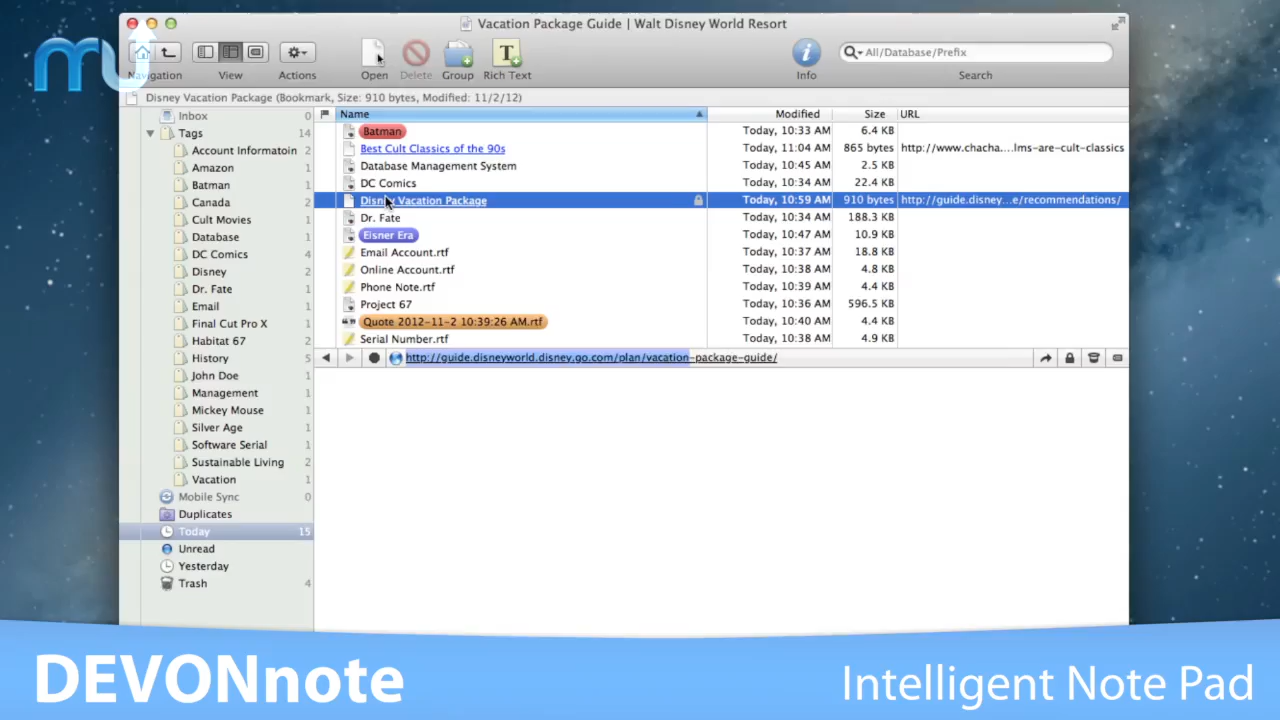 Vacation Package Guide | Walt Disney World Resort
mu
Navigation
View
Actions
Open
Delete
Group
T
Rich Text
i
Info
All/Database/Prefix
Search
Disney Vacation Package (Bookmark, Size: 910 bytes, Modified: 11/2/12)
Inbox 0
Tags 14
Account Informatoin 2
Amazon 1
Batman 1
Canada 2
Cult Movies 1
Database 1
DC Comics 4
Disney 2
Dr. Fate 1
Email 1
Final Cut Pro X 1
Habitat 67 2
History 5
John Doe 1
Management 1
Mickey Mouse 1
Silver Age 1
Software Serial 1
Sustainable Living 2
Vacation 1
Mobile Sync 0
Duplicates
Today 15
Unread
Yesterday
Trash 4
Name Modified Size URL
Batman Today, 10:33 AM 6.4 KB
Best Cult Classics of the 90s Today, 11:04 AM 865 bytes http://www.chacha....lms-are-cult-classics
Database Management System Today, 10:45 AM 2.5 KB
DC Comics Today, 10:34 AM 22.4 KB
Disney Vacation Package Today, 10:59 AM 910 bytes http://guide.disney...e/recommendations/
Dr. Fate Today, 10:34 AM 188.3 KB
Eisner Era Today, 10:47 AM 10.9 KB
Email Account.rtf Today, 10:37 AM 18.8 KB
Online Account.rtf Today, 10:38 AM 4.8 KB
Phone Note.rtf Today, 10:39 AM 4.4 KB
Project 67 Today, 10:36 AM 596.5 KB
Quote 2012-11-2 10:39:26 AM.rtf Today, 10:40 AM 4.4 KB
Serial Number.rtf Today, 10:38 AM 4.9 KB
http://guide.disneyworld.disney.go.com/plan/vacation-package-guide/
DEVONnote
Intelligent Note Pad